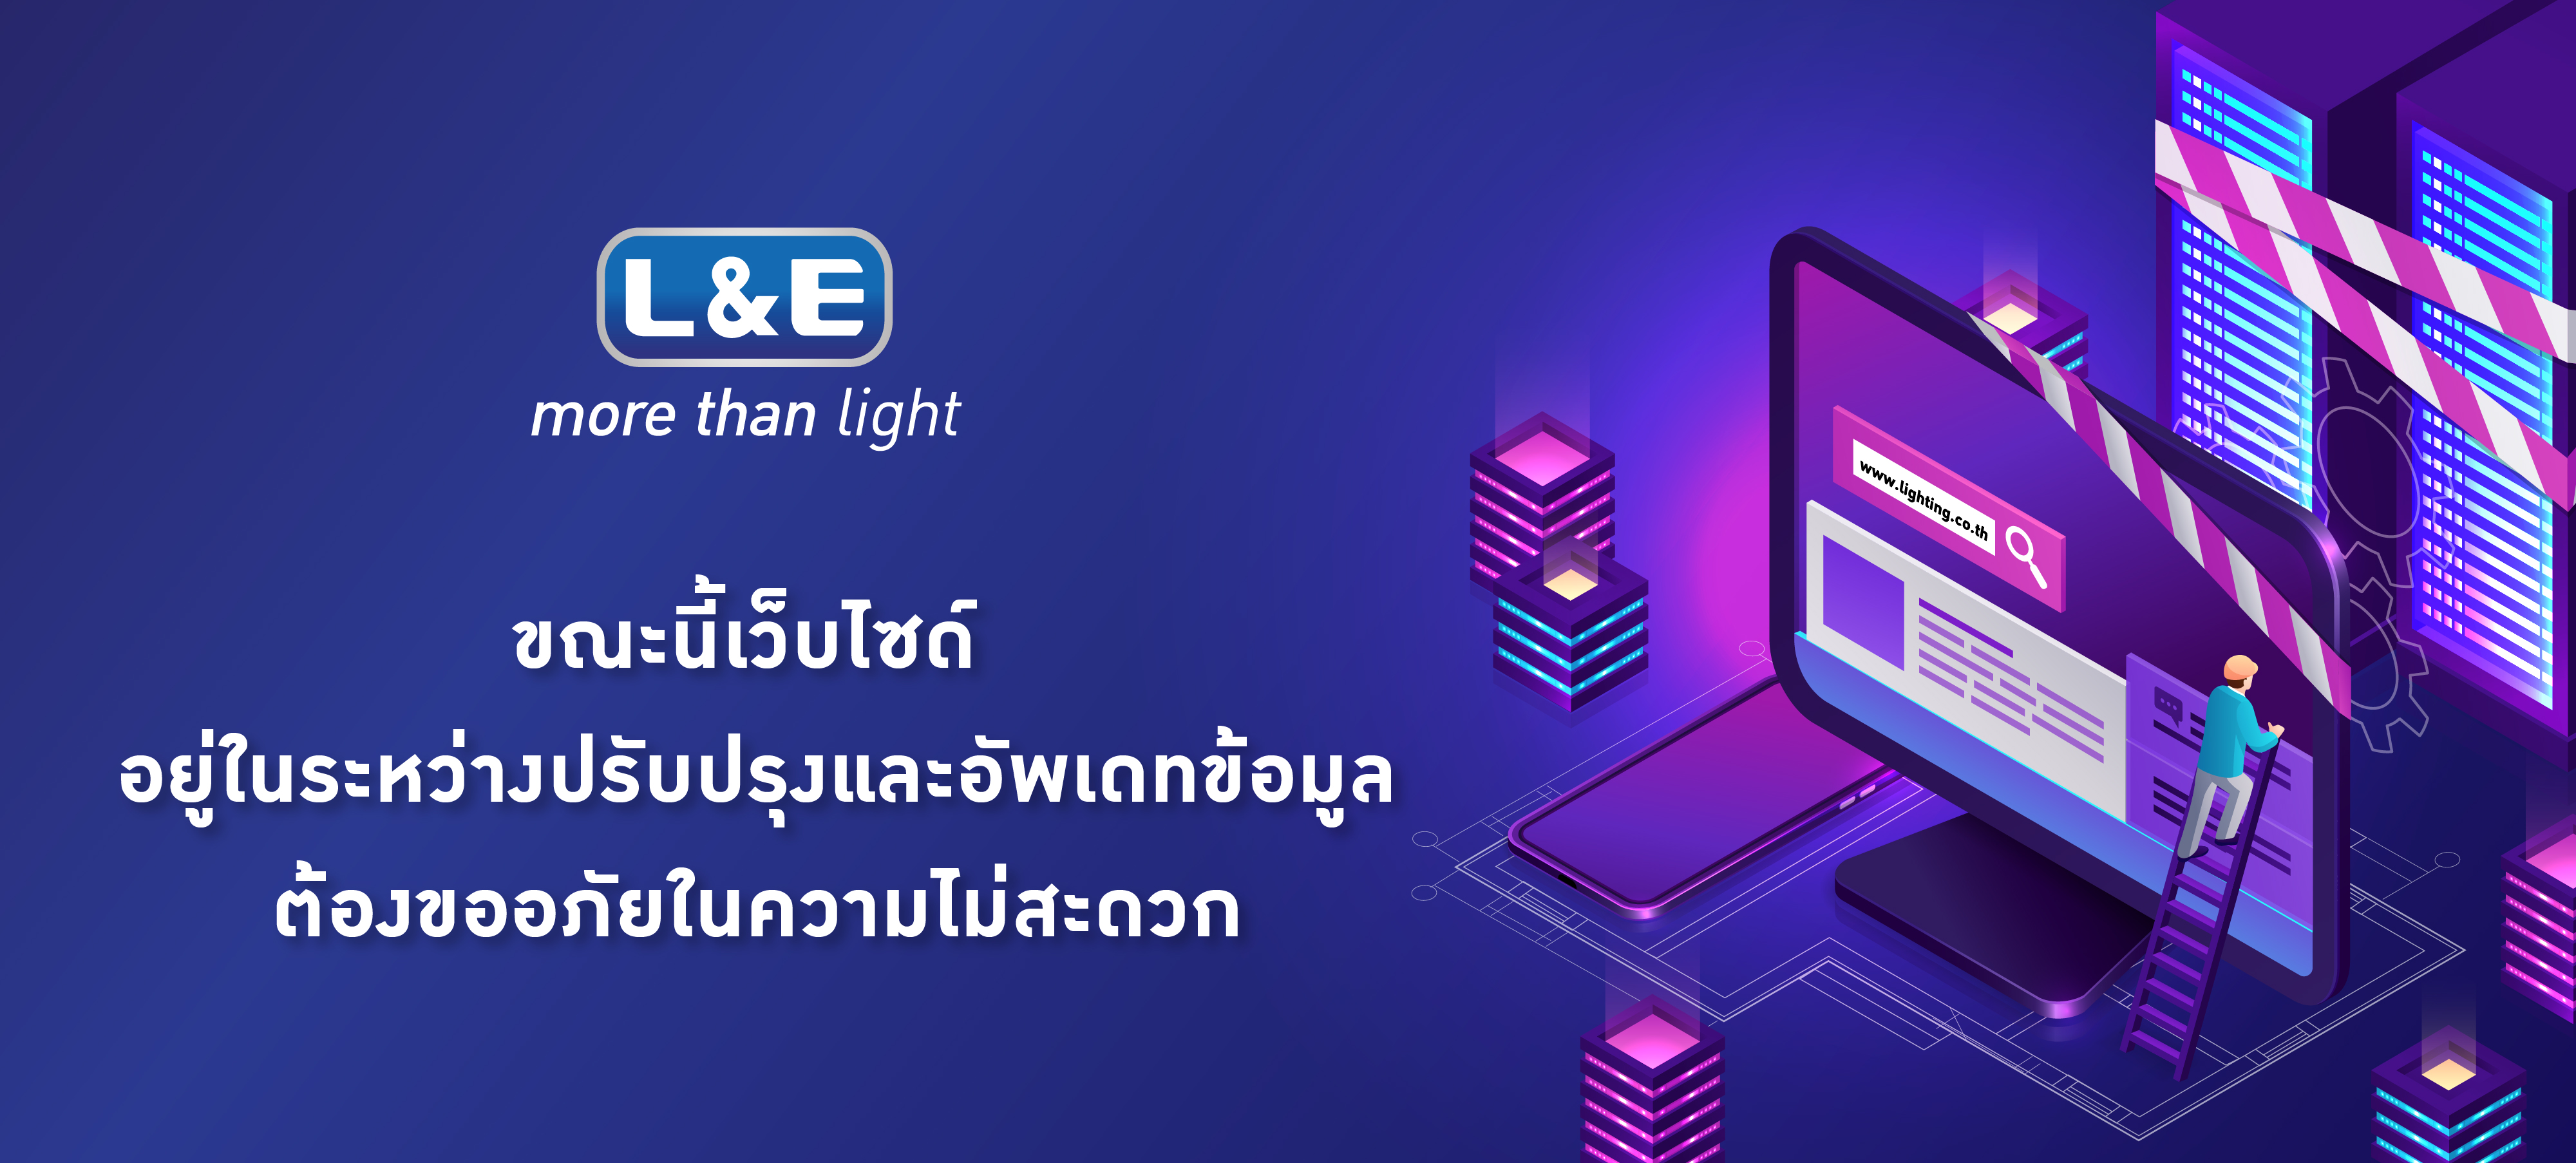 L&E
more than light
ขณะนี้เว็บไซด์
อยู่ในระหว่างปรับปรุงและอัพเดทข้อมูล
ต้องขออภัยในความไม่สะดวก
www.lighting.co.th